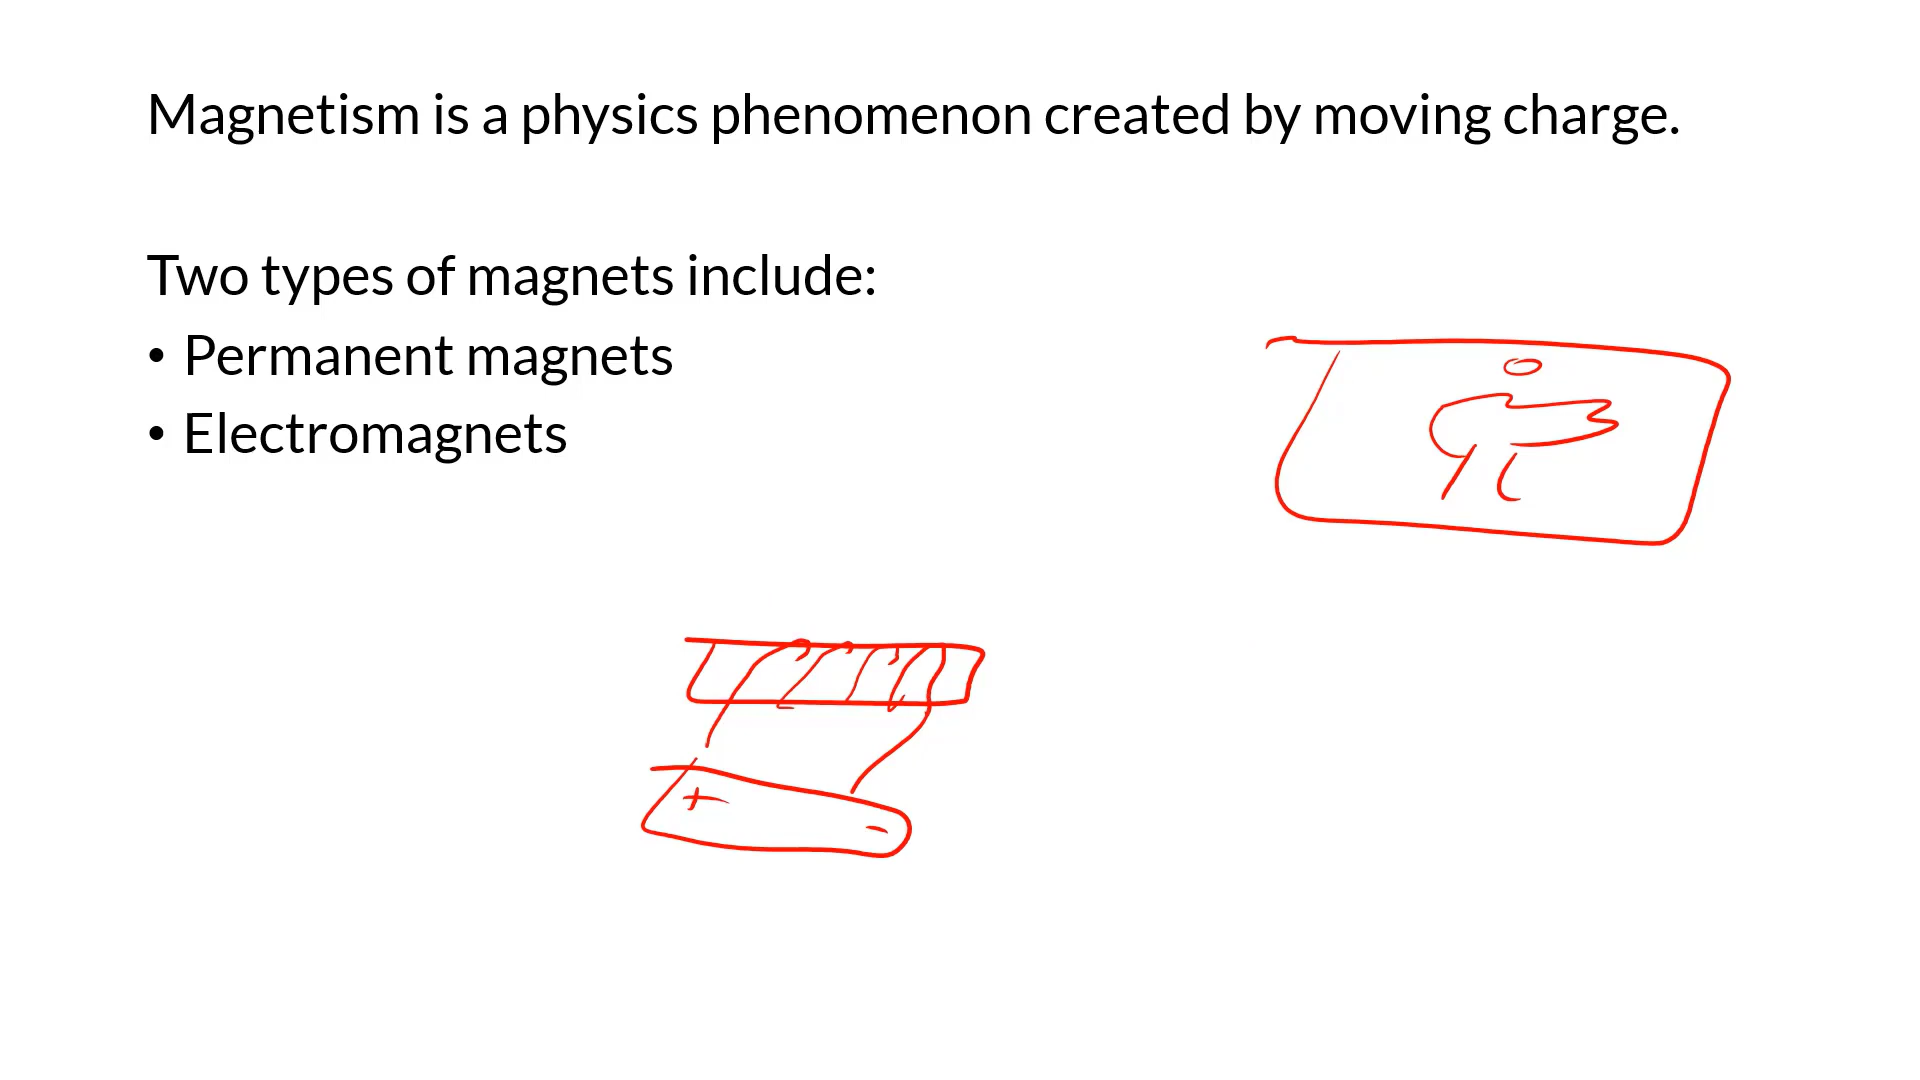 Magnetism is a physics phenomenon created by moving charge.
Two types of magnets include:
• Permanent magnets
• Electromagnets
+
-